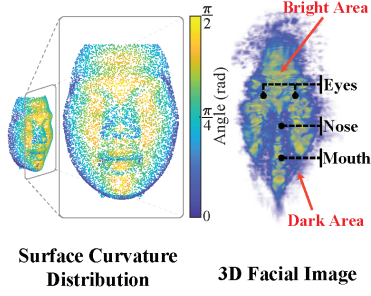 π
2
π
4
0
Angle (rad)
Bright Area
Eyes
Nose
Mouth
Dark Area
Surface Curvature
Distribution
3D Facial Image